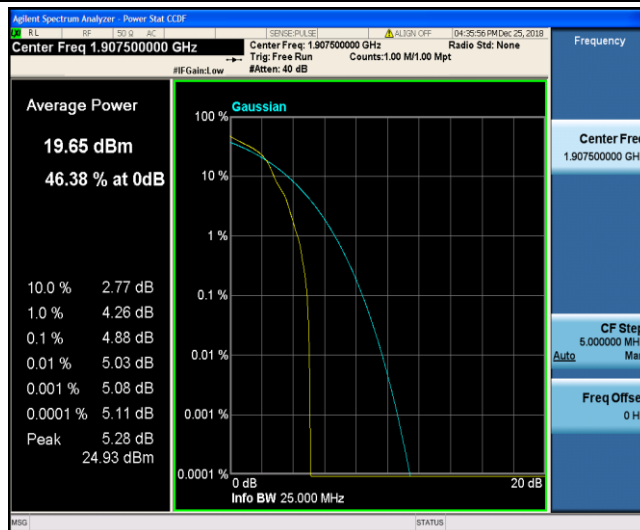 Agilent Spectrum Analyzer - Power Stat CCDF
RL RF 50 Ω AC SENSE:PULSE ALIGN OFF 04:35:56 PM Dec 25, 2018
Center Freq 1.907500000 GHz
Center Freq: 1.907500000 GHz Radio Std: None
Trig: Free Run Counts:1.00 M/1.00 Mpt
#IFGain:Low #Atten: 40 dB
Frequency
Average Power
19.65 dBm
46.38 % at 0dB
10.0 % 2.77 dB
1.0 % 4.26 dB
0.1 % 4.88 dB
0.01 % 5.03 dB
0.001 % 5.08 dB
0.0001 % 5.11 dB
Peak 5.28 dB
24.93 dBm
Gaussian
100 %
10 %
1 %
0.1 %
0.01 %
0.001 %
0.0001 %
0 dB 20 dB
Info BW 25.000 MHz
Center Fre
1.907500000 GH
CF Step
5.000000 MH
Auto Ma
Freq Offse
0 H
MSG STATUS